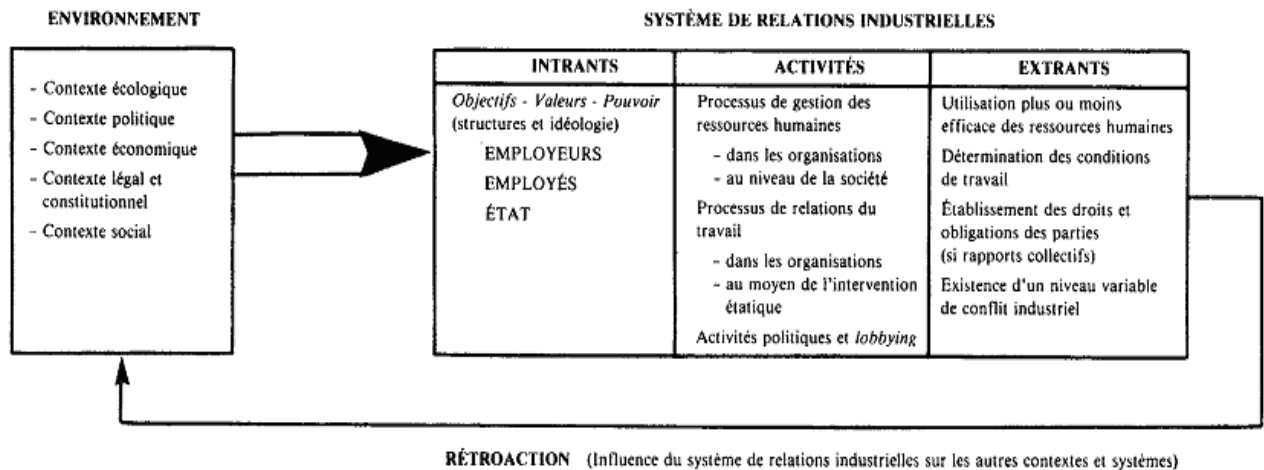 ENVIRONNEMENT
- Contexte écologique
- Contexte politique
- Contexte économique
- Contexte légal et
constitutionnel
- Contexte social
SYSTÈME DE RELATIONS INDUSTRIELLES
INTRANTS
Objectifs - Valeurs - Pouvoir
(structures et idéologie)
EMPLOYEURS
EMPLOYÉS
ÉTAT
ACTIVITÉS
Processus de gestion des
ressources humaines
- dans les organisations
- au niveau de la société
Processus de relations du
travail
- dans les organisations
- au moyen de l'intervention
étatique
Activités politiques et lobbying
EXTRANTS
Utilisation plus ou moins
efficace des ressources humaines
Détermination des conditions
de travail
Établissement des droits et
obligations des parties
(si rapports collectifs)
Existence d'un niveau variable
de conflit industriel
RÉTROACTION (Influence du système de relations industrielles sur les autres contextes et systèmes)